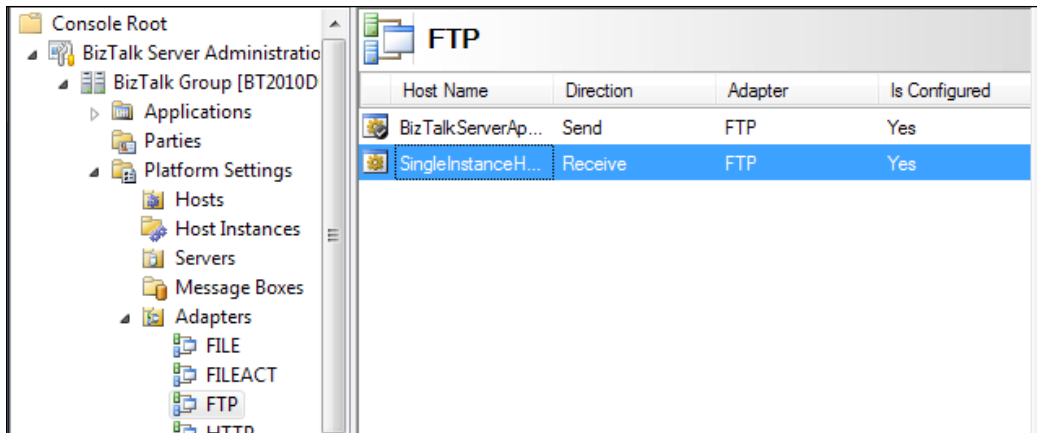 Console Root
BizTalk Server Administratio
BizTalk Group [BT2010D
Applications
Parties
Platform Settings
Hosts
Host Instances
Servers
Message Boxes
Adapters
FILE
FILEACT
FTP
HTTP
FTP
Host Name Direction Adapter Is Configured
BizTalkServerAp... Send FTP Yes
SingleInstanceH... Receive FTP Yes